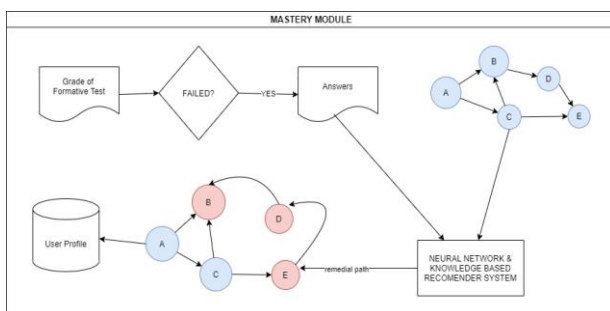 MASTERY MODULE
Grade of
Formative Test
FAILED?
YES
Answers
B
D
A
C
E
B
D
A
C
E
User Profile
remedial path
NEURAL NETWORK &
KNOWLEDGE BASED
RECOMENDER SYSTEM